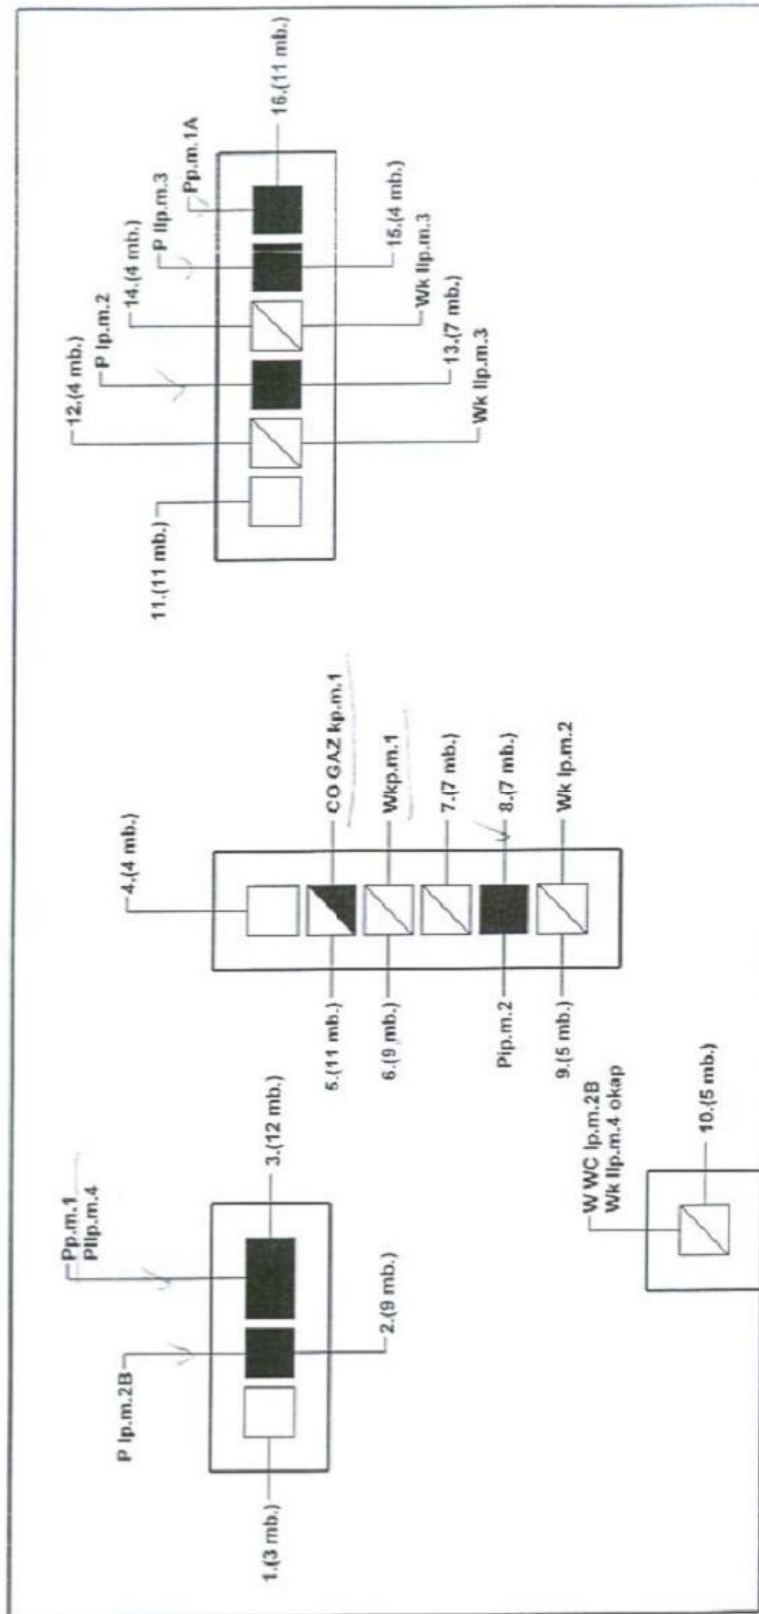 Pp.m.1
PIIp.m.4
P Ip.m.2B
3.(12 mb.)
2.(9 mb.)
1.(3 mb.)
4.(4 mb.)
5.(11 mb.)
CO GAZ kp.m.1
6.(9 mb.)
Wkp.m.1
7.(7 mb.)
Pip.m.2
8.(7 mb.)
9.(5 mb.)
Wk Ip.m.2
W WC Ip.m.2B
Wk IIp.m.4 okap
10.(5 mb.)
11.(11 mb.)
12.(4 mb.)
P Ip.m.2
14.(4 mb.)
P IIp.m.3
Pp.m.1A
16.(11 mb.)
15.(4 mb.)
Wk IIp.m.3
13.(7 mb.)
Wk IIp.m.3